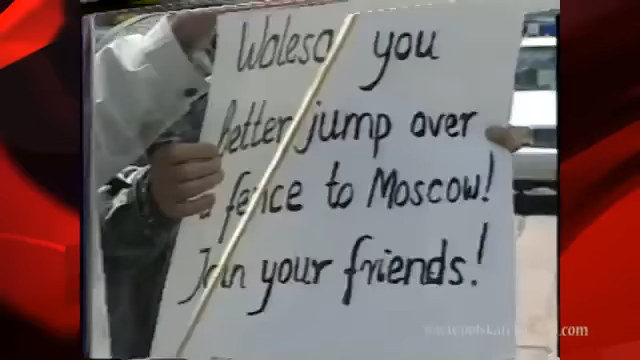 Walesa you
better jump over
a fence to Moscow!
Join your friends!